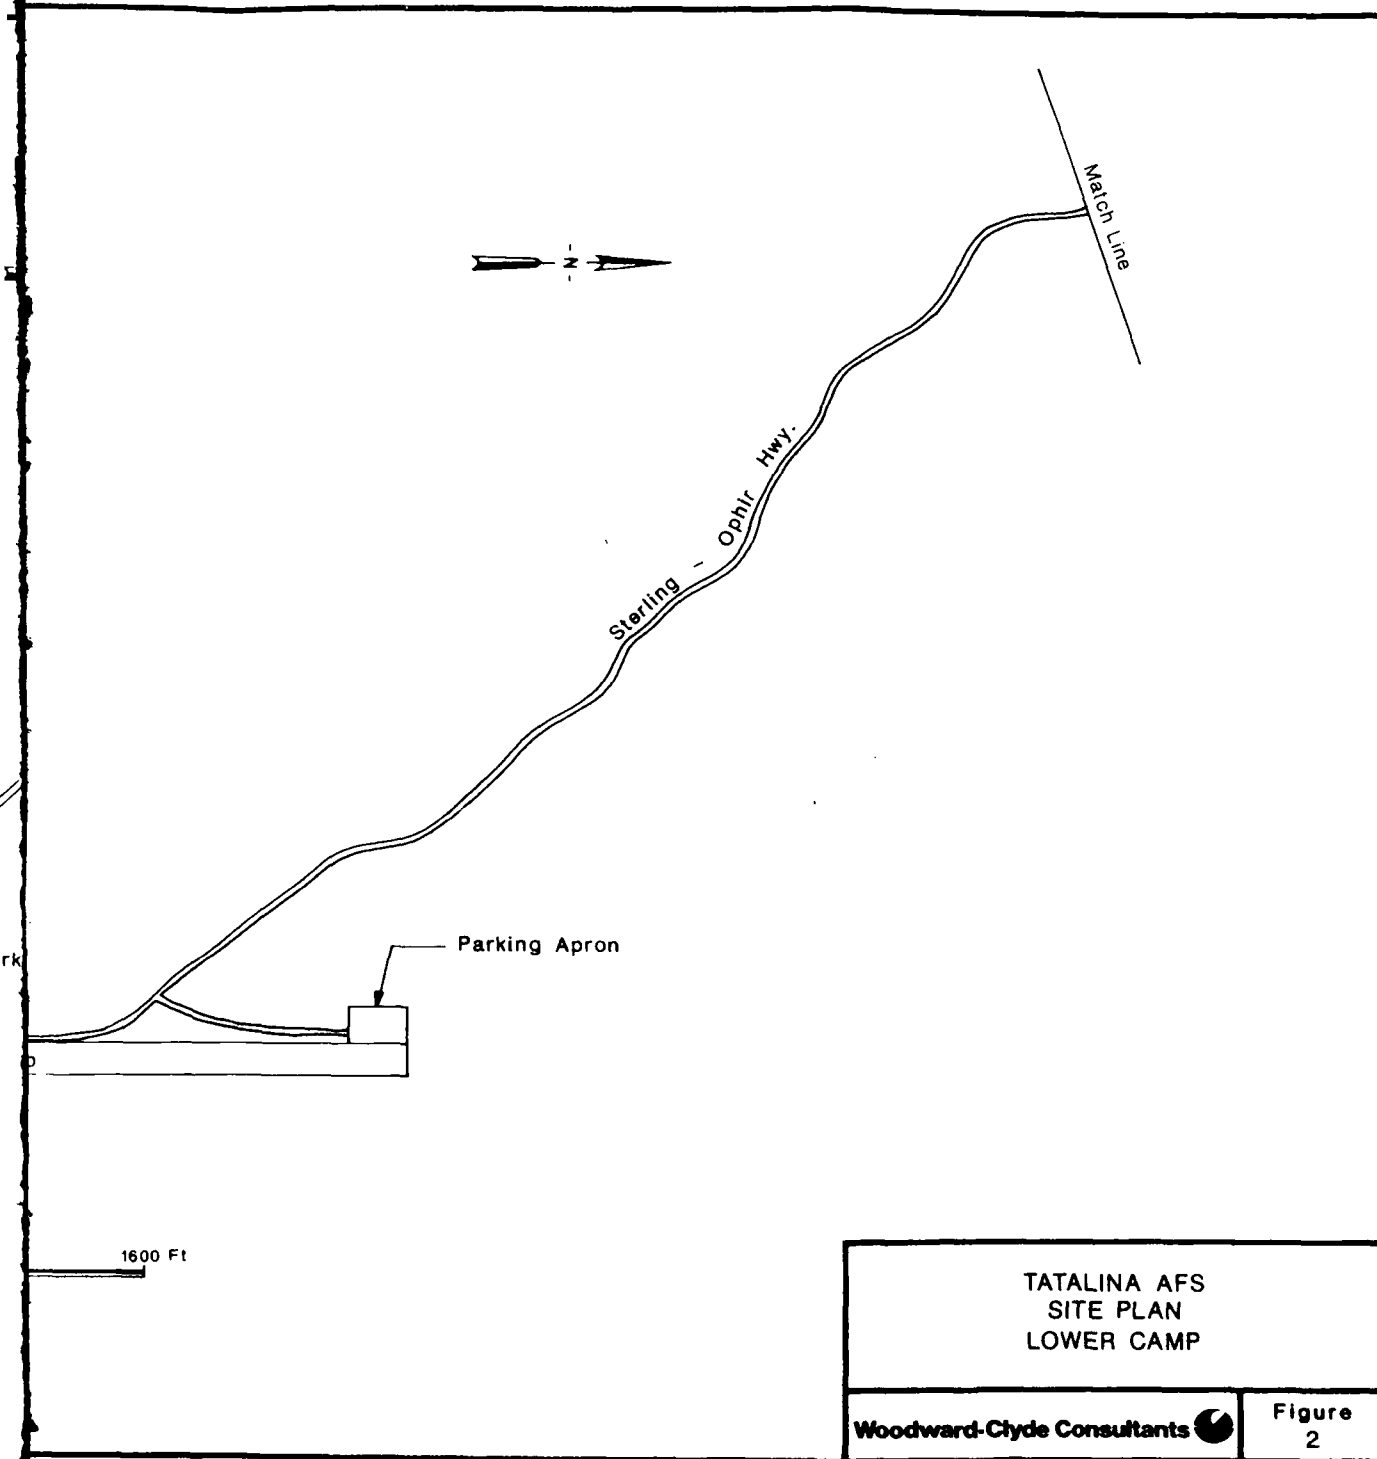 Match Line
N
Sterling - Ophir Hwy.
Parking Apron
rk
1600 Ft
TATALINA AFS
SITE PLAN
LOWER CAMP
Woodward-Clyde Consultants
Figure
2